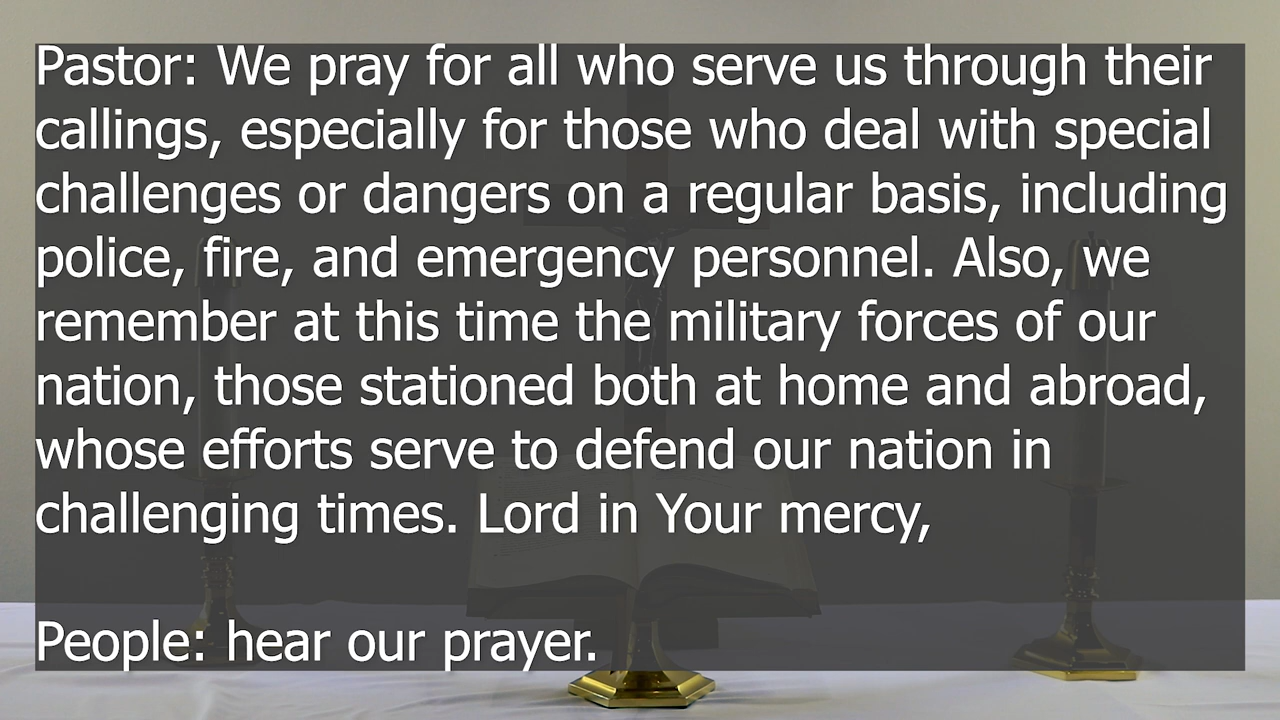 Pastor: We pray for all who serve us through their
callings, especially for those who deal with special
challenges or dangers on a regular basis, including
police, fire, and emergency personnel. Also, we
remember at this time the military forces of our
nation, those stationed both at home and abroad,
whose efforts serve to defend our nation in
challenging times. Lord in Your mercy,
People: hear our prayer.